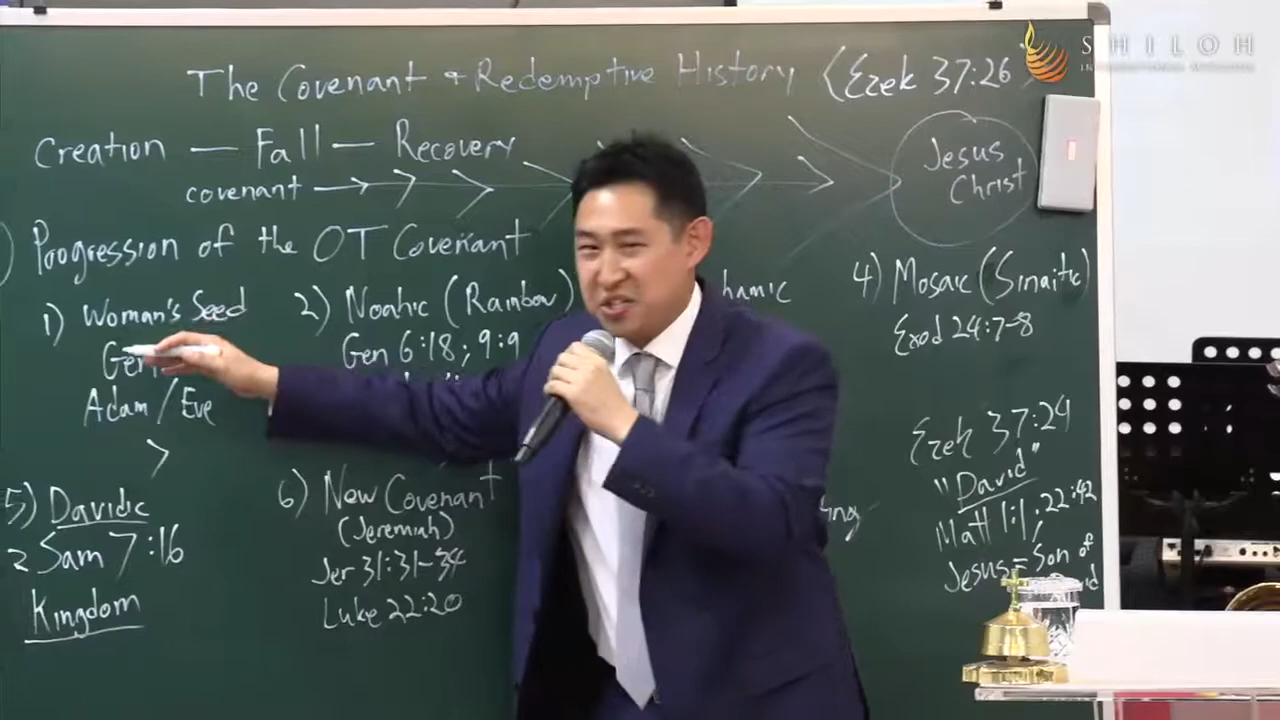 SHILOH
The Covenant & Redemptive History (Ezek 37:26)
Creation — Fall — Recovery
covenant
Jesus
Christ
Progression of the OT Covenant
1) Woman's Seed
Gen
Adam / Eve
2) Noahic (Rainbow)
Gen 6:18; 9:9
hamic
4) Mosaic (Sinaitic)
Exod 24:7-8
5) Davidic
2 Sam 7:16
Kingdom
6) New Covenant
(Jeremiah)
Jer 31:31-34
Luke 22:20
Ezek 37:24
"David"
Matt 1:1, 22:42
Jesus = Son of